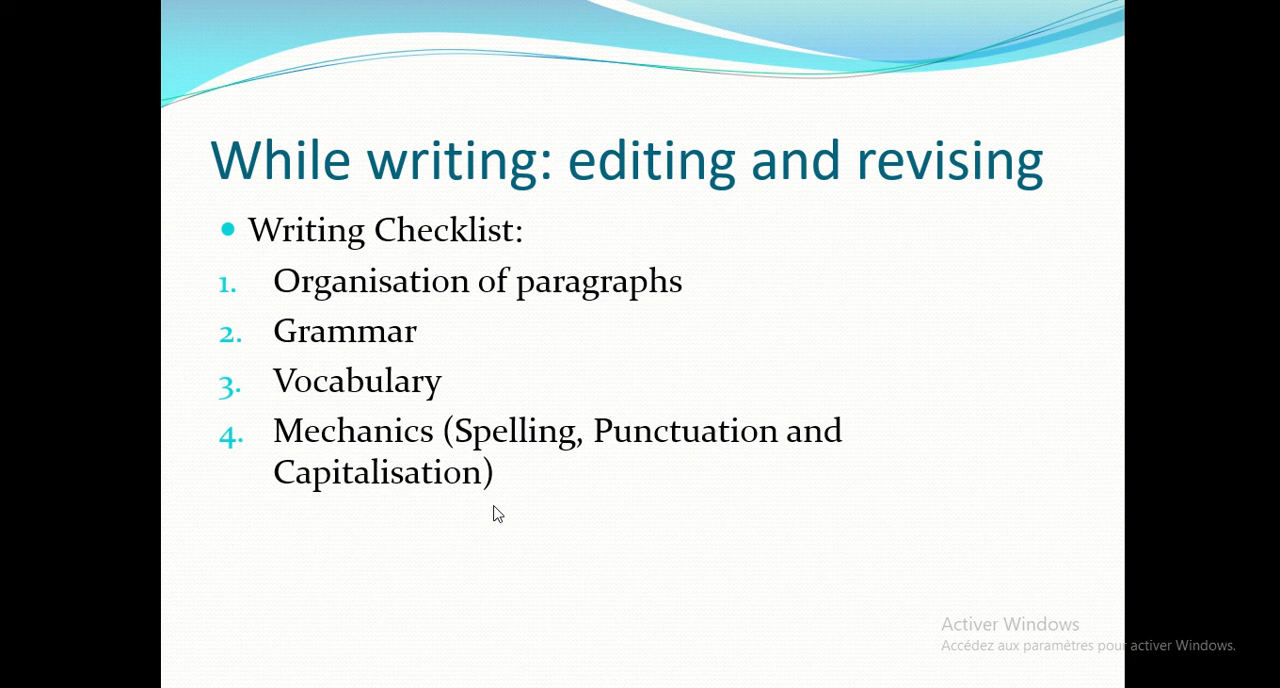 While writing: editing and revising
• Writing Checklist:
1. Organisation of paragraphs
2. Grammar
3. Vocabulary
4. Mechanics (Spelling, Punctuation and
Capitalisation)
Activer Windows
Accédez aux paramètres pour activer Windows.